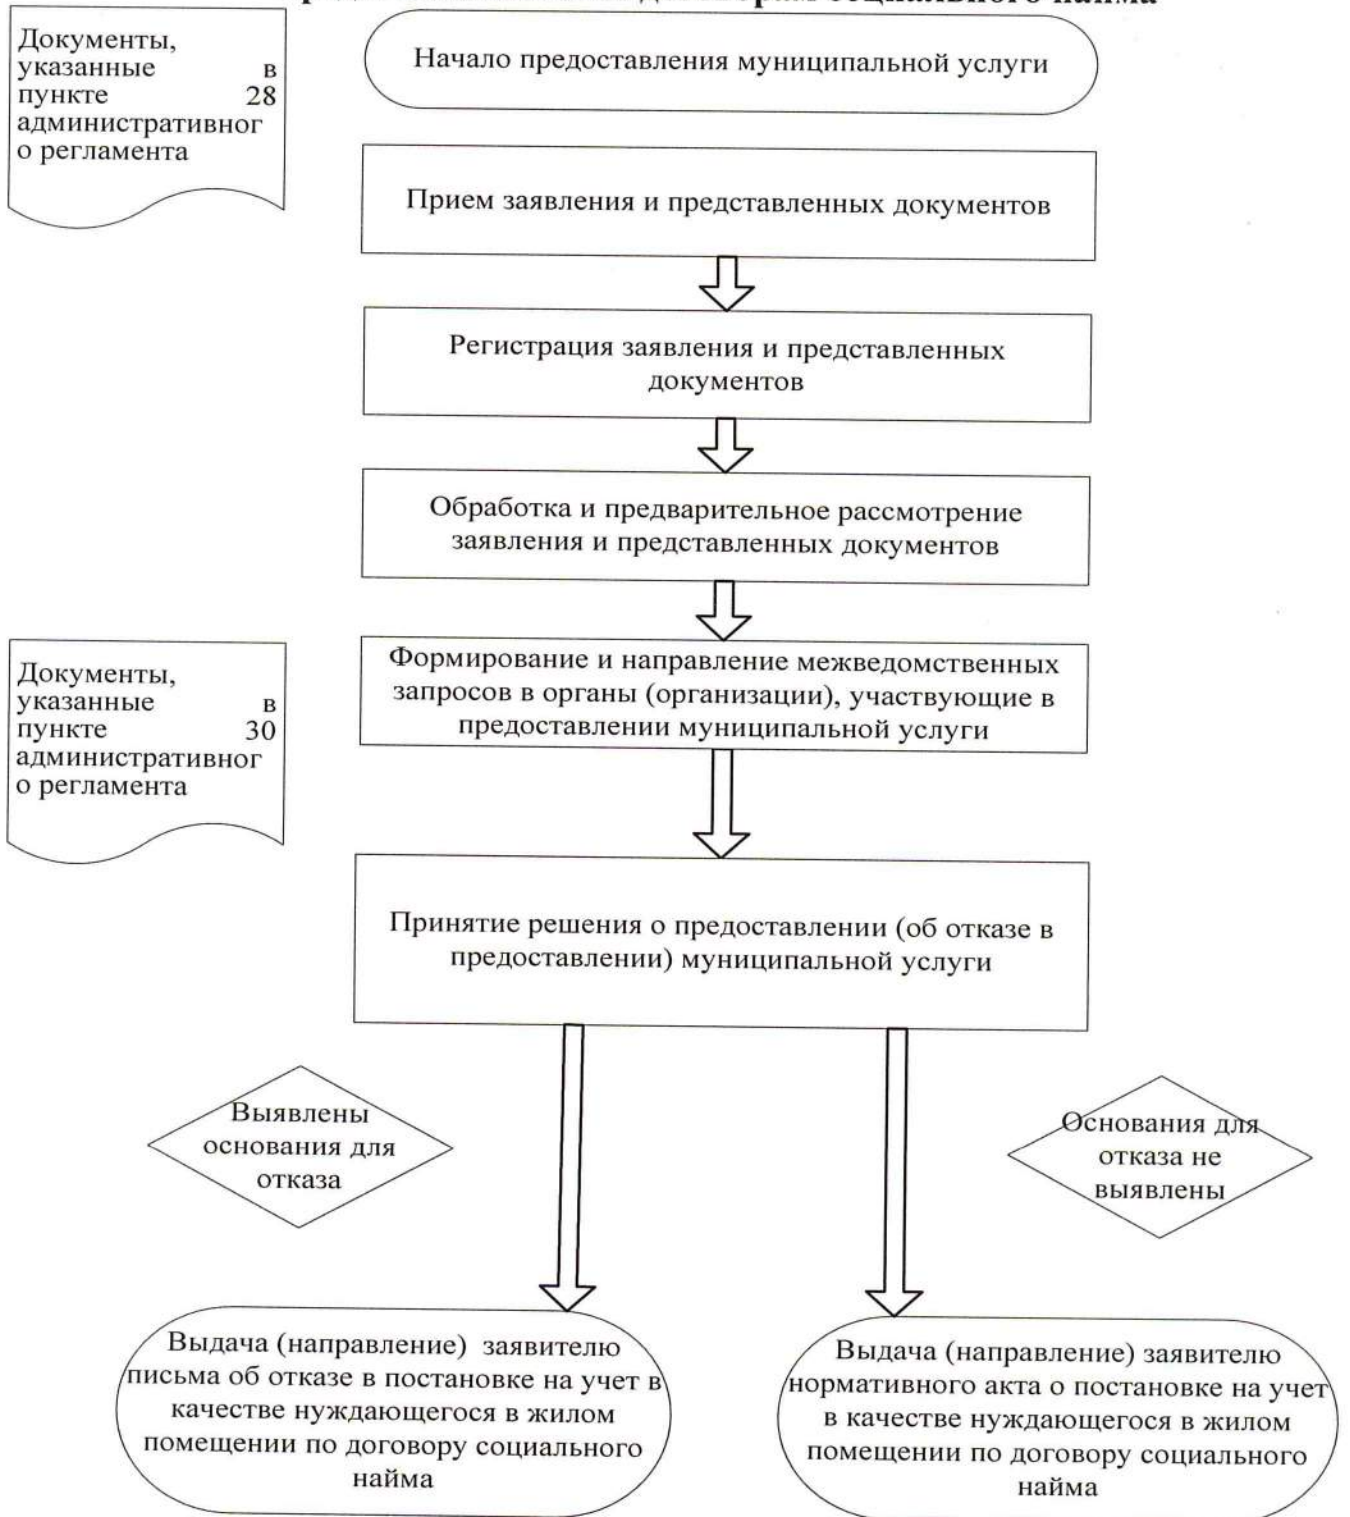 договорам социального найма
Документы,
указанные в
пункте 28
административног
о регламента
Начало предоставления муниципальной услуги
Прием заявления и представленных документов
Регистрация заявления и представленных
документов
Обработка и предварительное рассмотрение
заявления и представленных документов
Документы,
указанные в
пункте 30
административног
о регламента
Формирование и направление межведомственных
запросов в органы (организации), участвующие в
предоставлении муниципальной услуги
Принятие решения о предоставлении (об отказе в
предоставлении) муниципальной услуги
Выявлены
основания для
отказа
Основания для
отказа не
выявлены
Выдача (направление) заявителю
письма об отказе в постановке на учет в
качестве нуждающегося в жилом
помещении по договору социального
найма
Выдача (направление) заявителю
нормативного акта о постановке на учет
в качестве нуждающегося в жилом
помещении по договору социального
найма